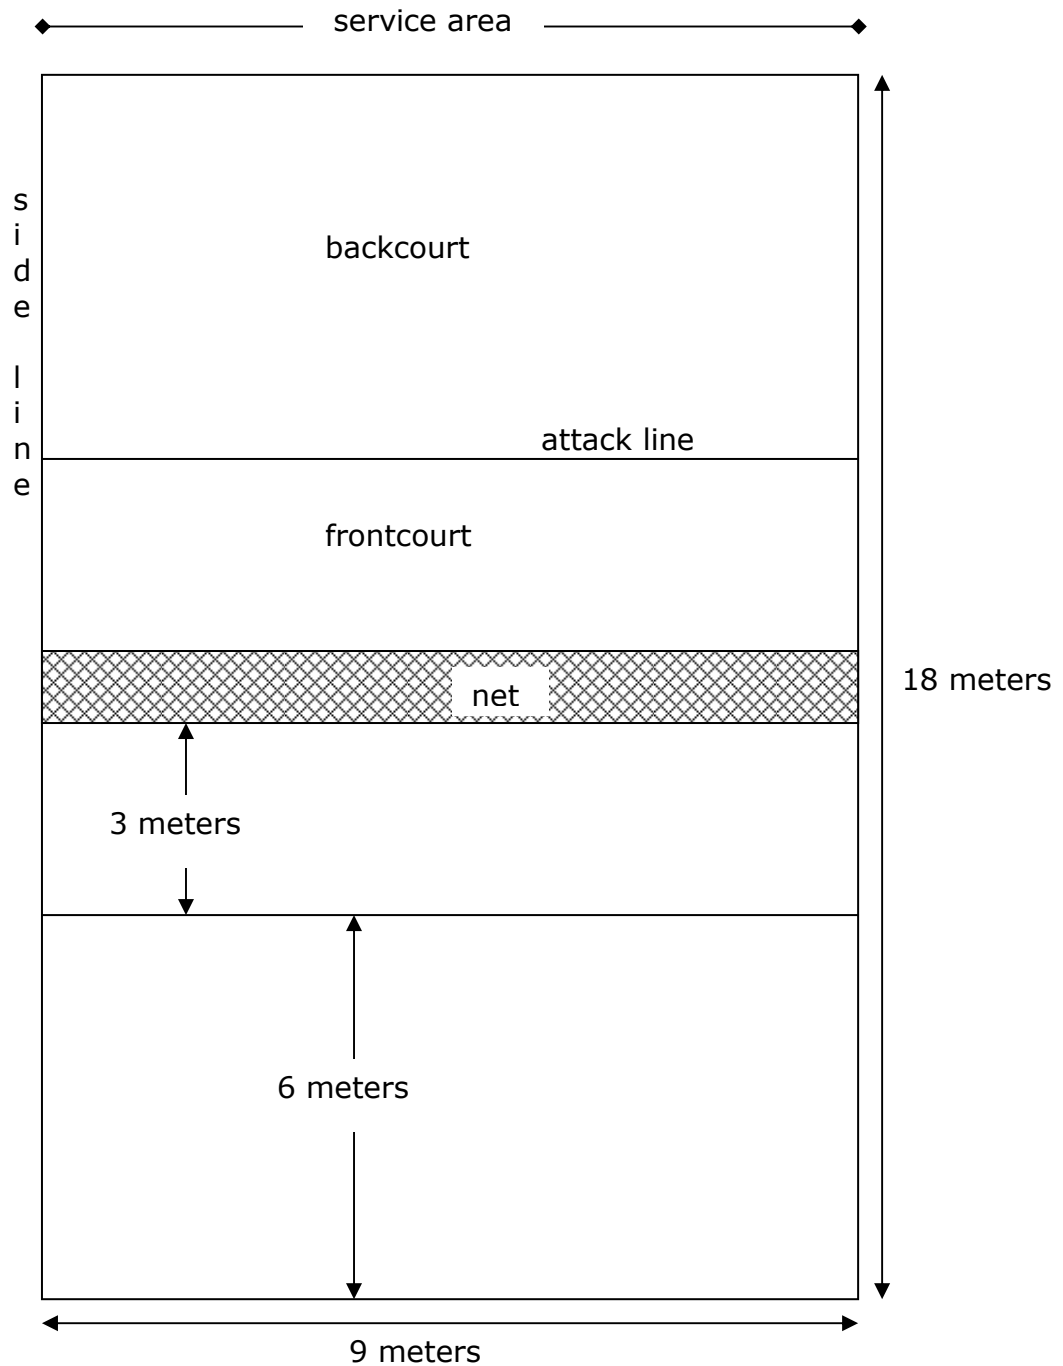 service area
side line
backcourt
attack line
frontcourt
net
18 meters
3 meters
6 meters
9 meters